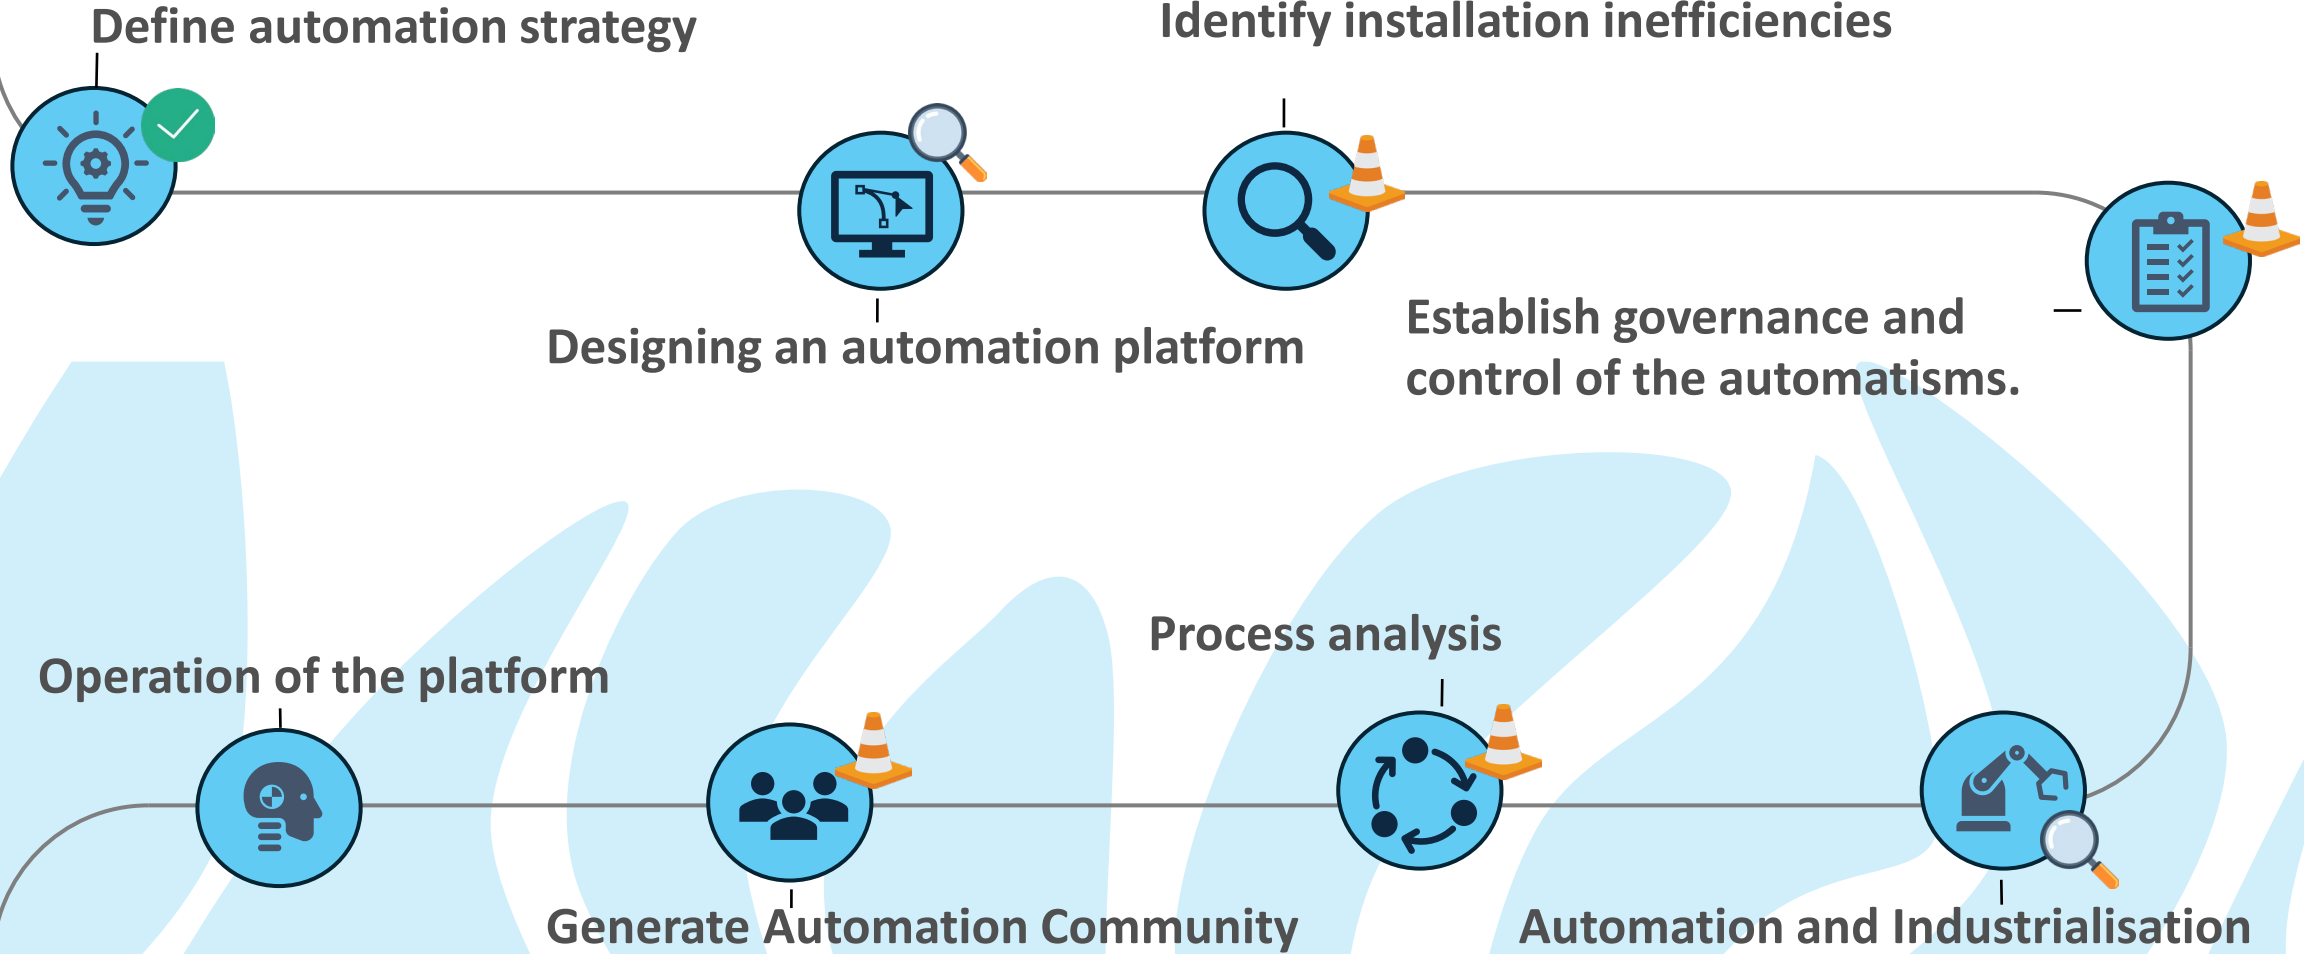 Define automation strategy
Identify installation inefficiencies
Designing an automation platform
Establish governance and
control of the automatisms.
Process analysis
Operation of the platform
Generate Automation Community
Automation and Industrialisation